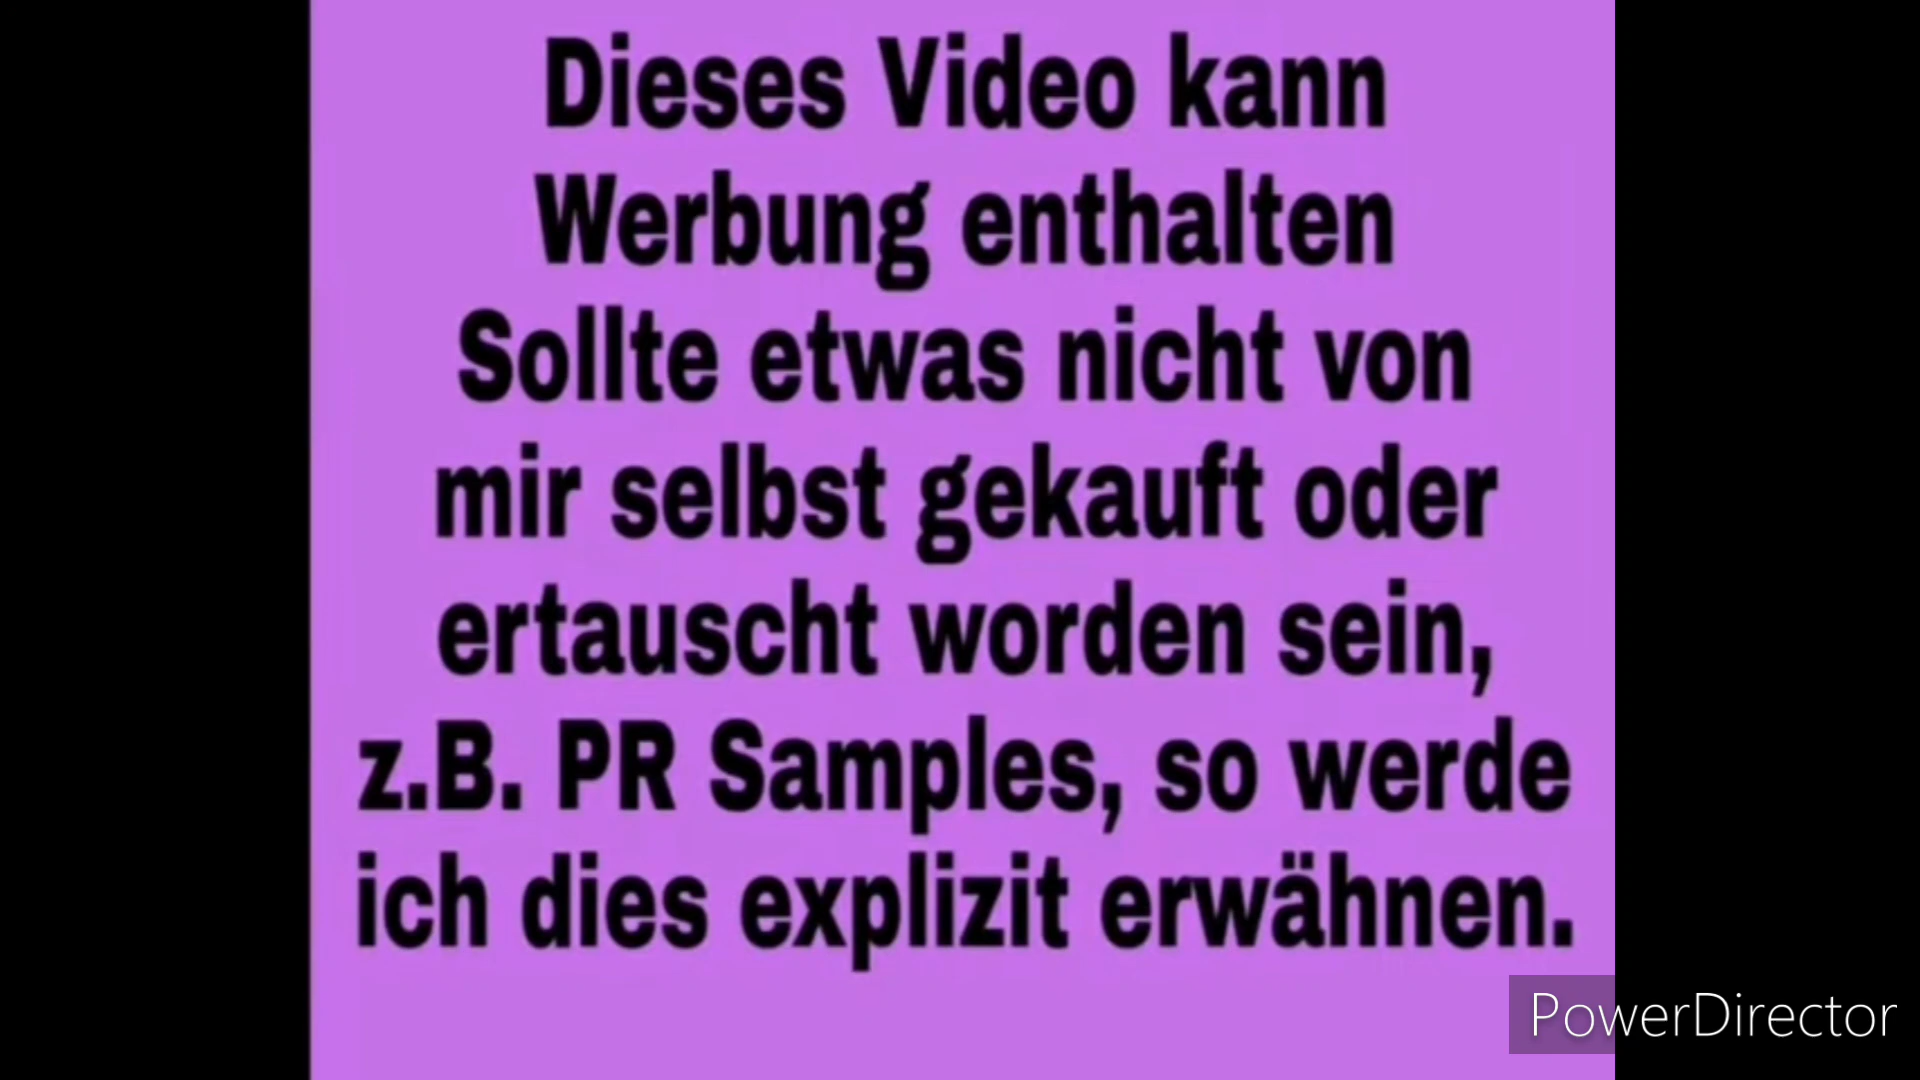 Dieses Video kann
Werbung enthalten
Sollte etwas nicht von
mir selbst gekauft oder
ertauscht worden sein,
z.B. PR Samples, so werde
ich dies explizit erwähnen.
PowerDirector